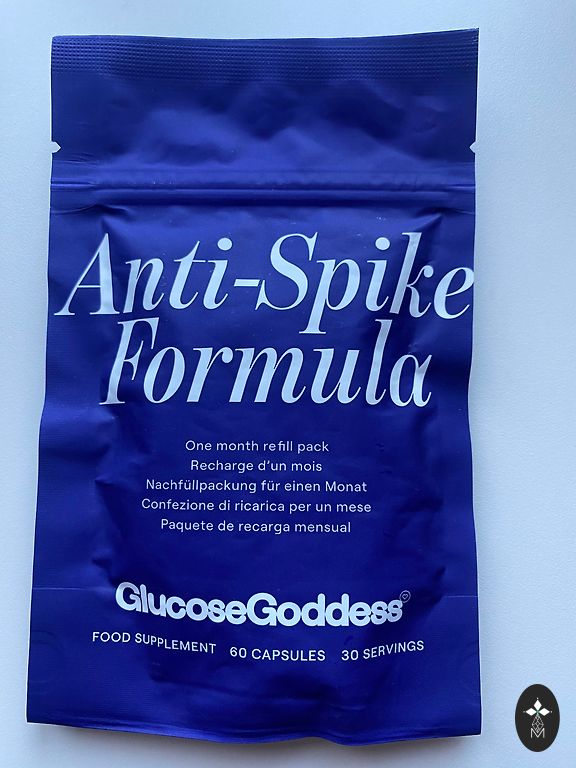 Anti-Spike
Formula
One month refill pack
Recharge d'un mois
Nachfüllpackung für einen Monat
Confezione di ricarica per un mese
Paquete de recarga mensual
GlucoseGoddess
FOOD SUPPLEMENT 60 CAPSULES 30 SERVINGS
M